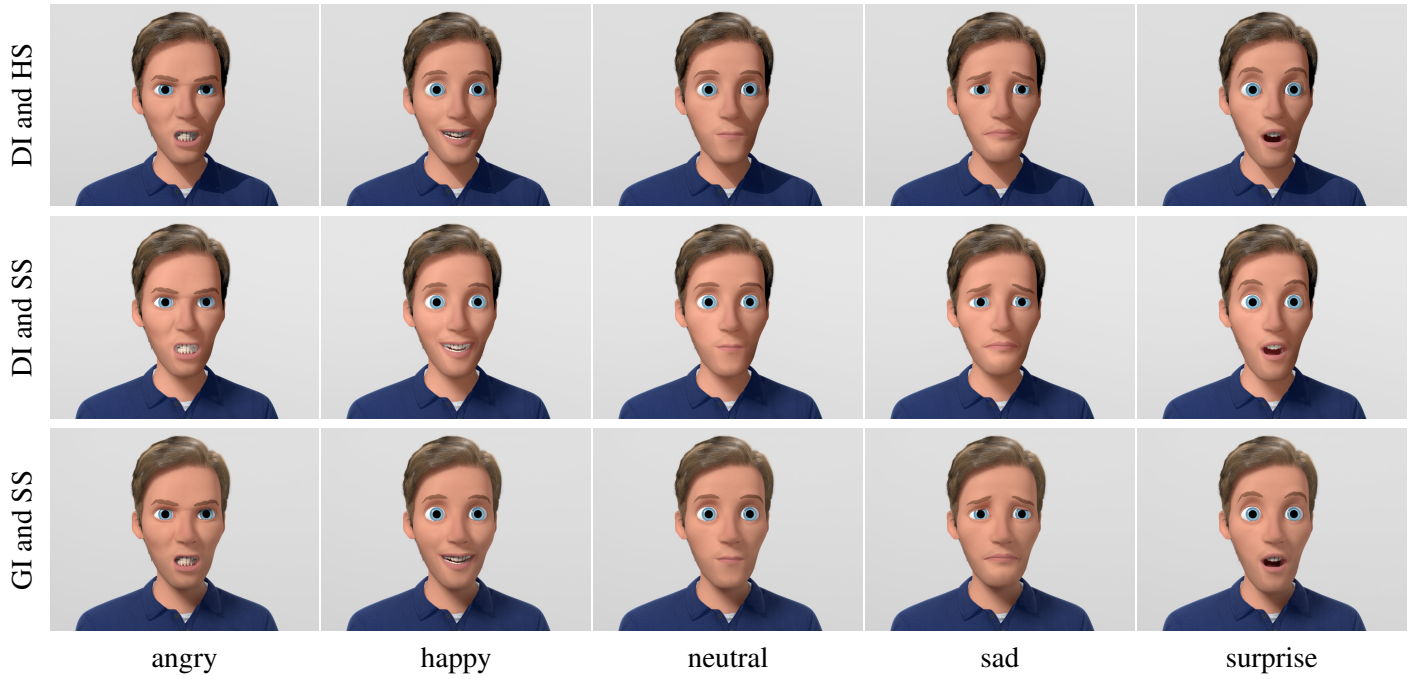 DI and HS
DI and SS
GI and SS
angry
happy
neutral
sad
surprise